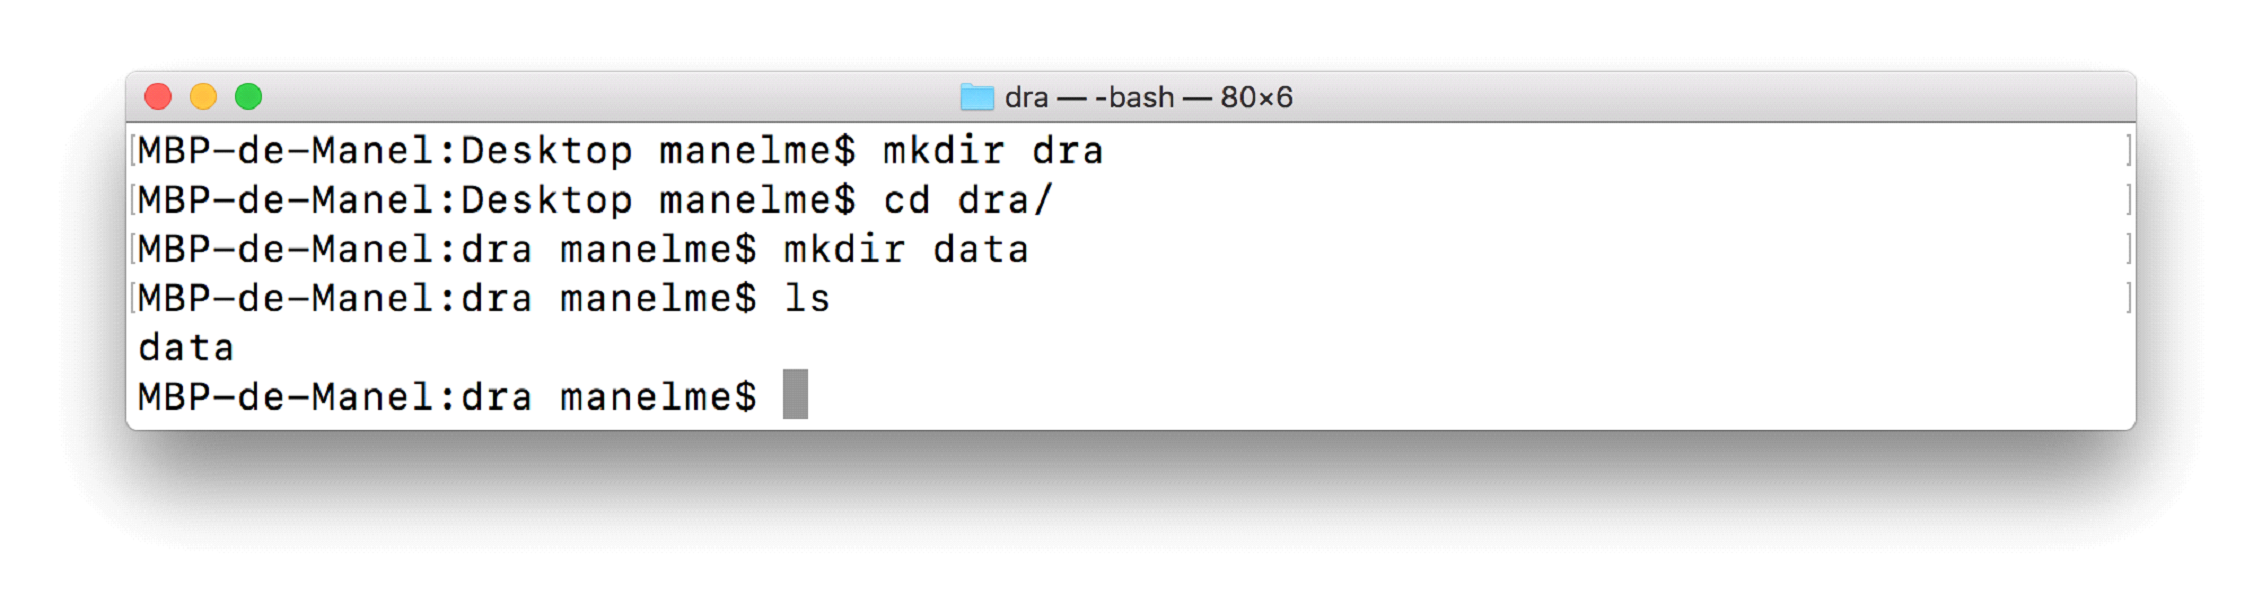 dra — -bash — 80×6
[MBP-de-Manel:Desktop manelme$ mkdir dra ]
[MBP-de-Manel:Desktop manelme$ cd dra/ ]
[MBP-de-Manel:dra manelme$ mkdir data ]
[MBP-de-Manel:dra manelme$ ls ]
data
MBP-de-Manel:dra manelme$